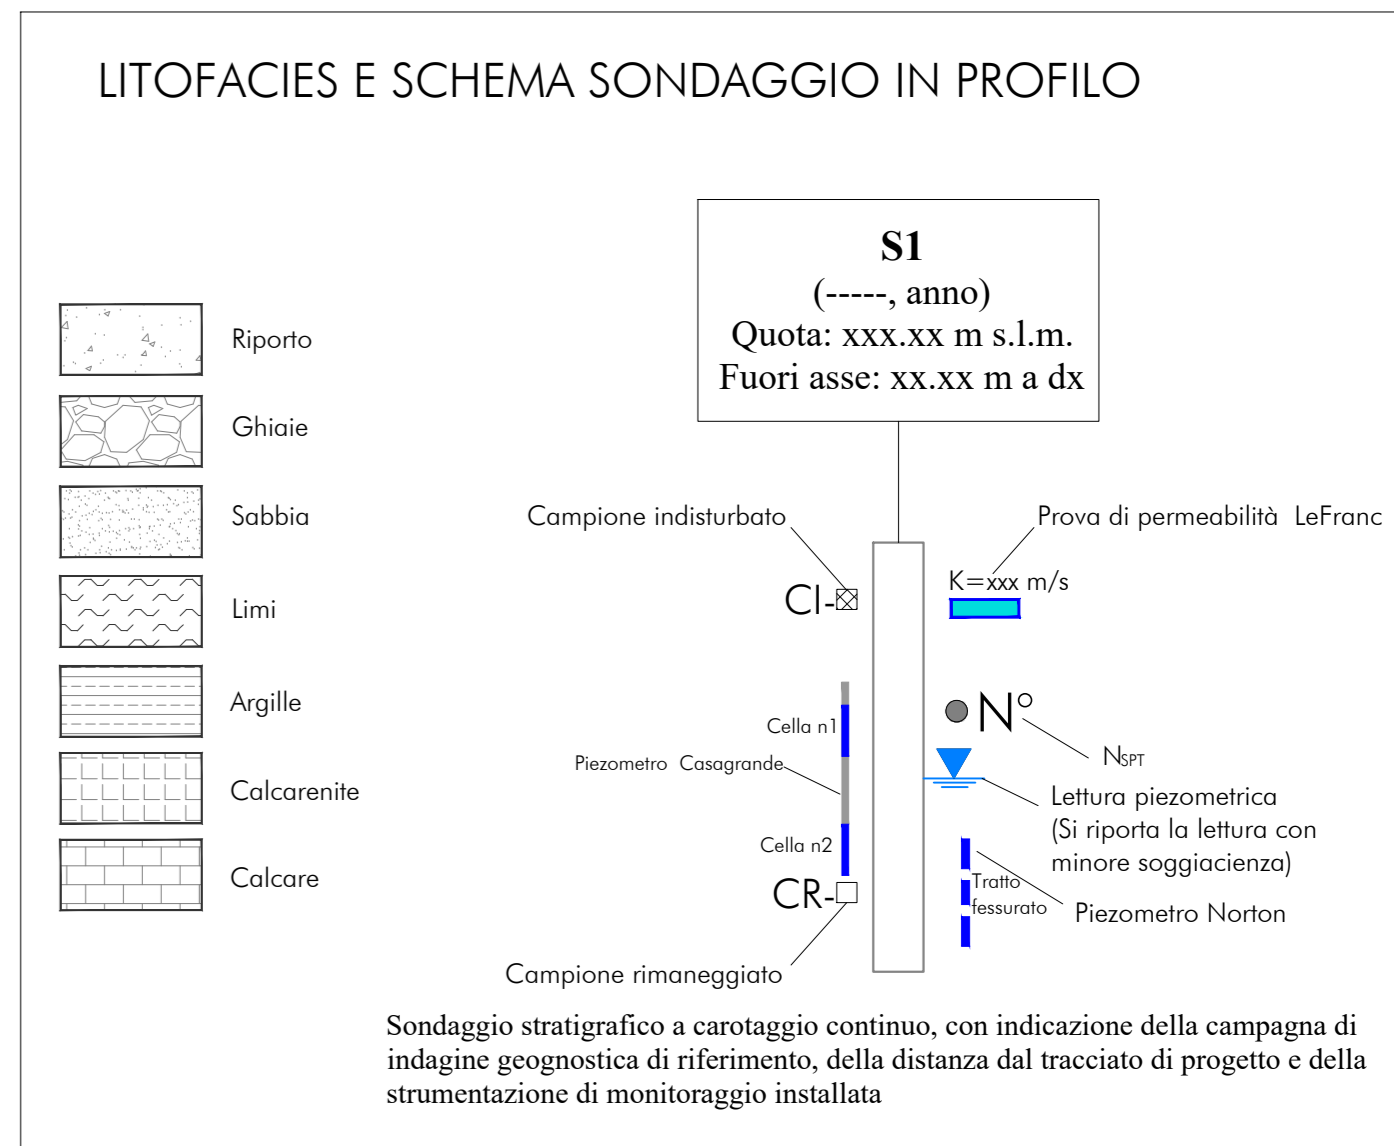 LITOFACIES E SCHEMA SONDAGGIO IN PROFILO
S1
(-----, anno)
Quota: xxx.xx m s.l.m.
Fuori asse: xx.xx m a dx
Riporto
Ghiaie
Sabbia
Limi
Argille
Calcarenite
Calcare
Campione indisturbato
Prova di permeabilità LeFranc
K=xxx m/s
CI-
N°
Cella n1
NSPT
Piezometro Casagrande
Lettura piezometrica
(Si riporta la lettura con
minore soggiacienza)
Cella n2
CR-
Tratto
fessurato
Piezometro Norton
Campione rimaneggiato
Sondaggio stratigrafico a carotaggio continuo, con indicazione della campagna di
indagine geognostica di riferimento, della distanza dal tracciato di progetto e della
strumentazione di monitoraggio installata